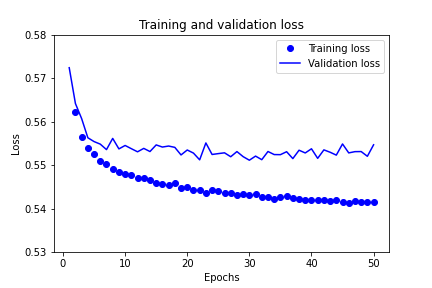 Training and validation loss
0.58
0.57
0.56
0.55
0.54
0.53
Loss
Training loss
Validation loss
0
10
20
30
40
50
Epochs